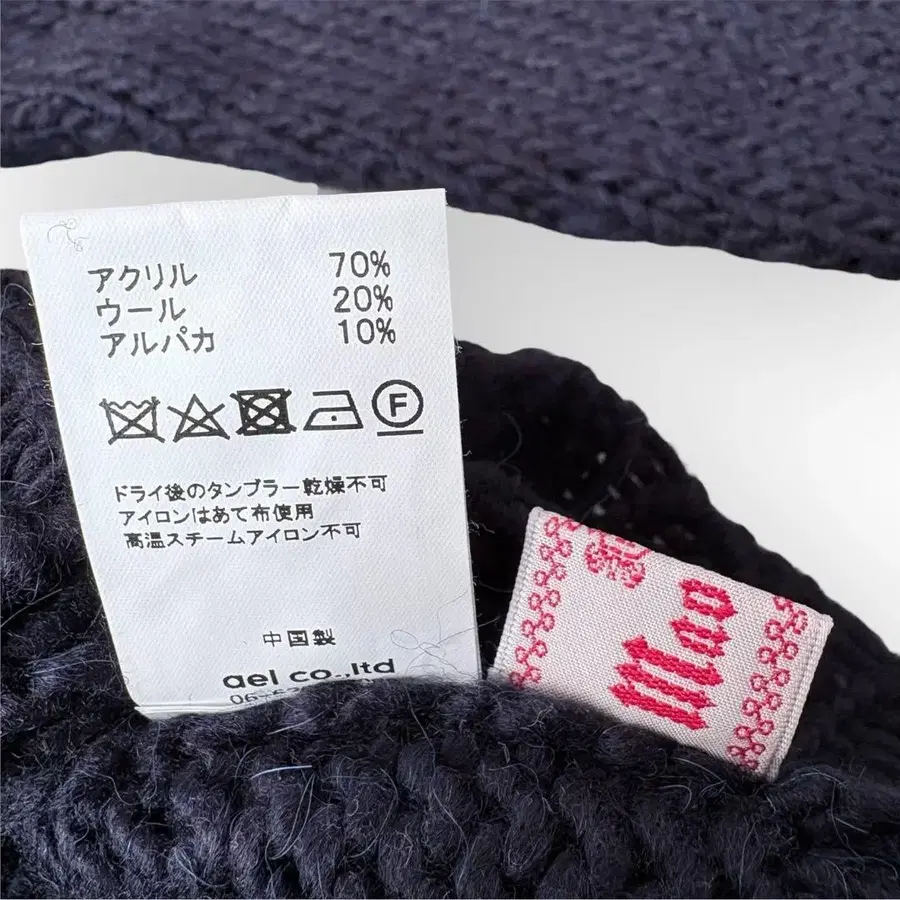 アクリル 70%
ウール 20%
アルパカ 10%
F
ドライ後のタンブラー乾燥不可
アイロンはあて布使用
高温スチームアイロン不可
中国製
ael co.,ltd
Mao